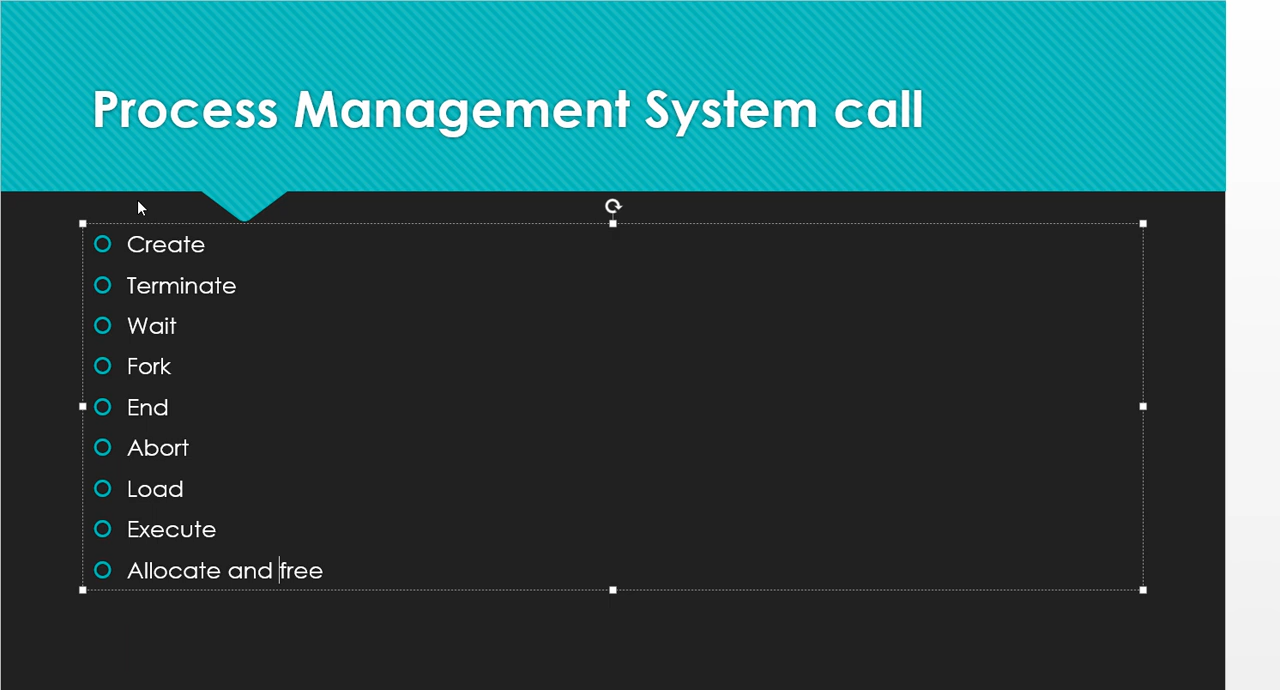 Process Management System call
Create
Terminate
Wait
Fork
End
Abort
Load
Execute
Allocate and free